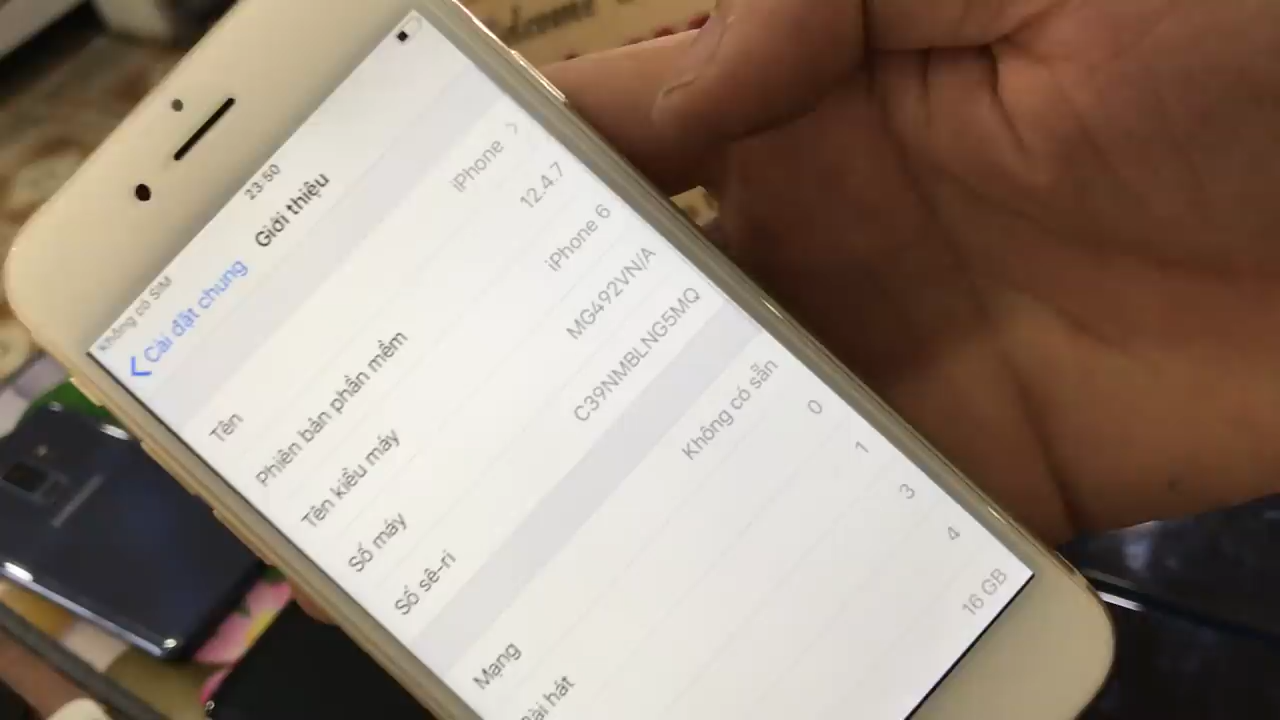 Không có SIM
23:50
Cài đặt chung
Giới thiệu
Tên
iPhone
Phiên bản phần mềm
12.4.7
Tên kiểu máy
iPhone 6
Số máy
MG492VN/A
Số sê-ri
C39NMBLNG5MQ
Mạng
Không có sẵn
Bài hát
0
1
3
4
16 GB